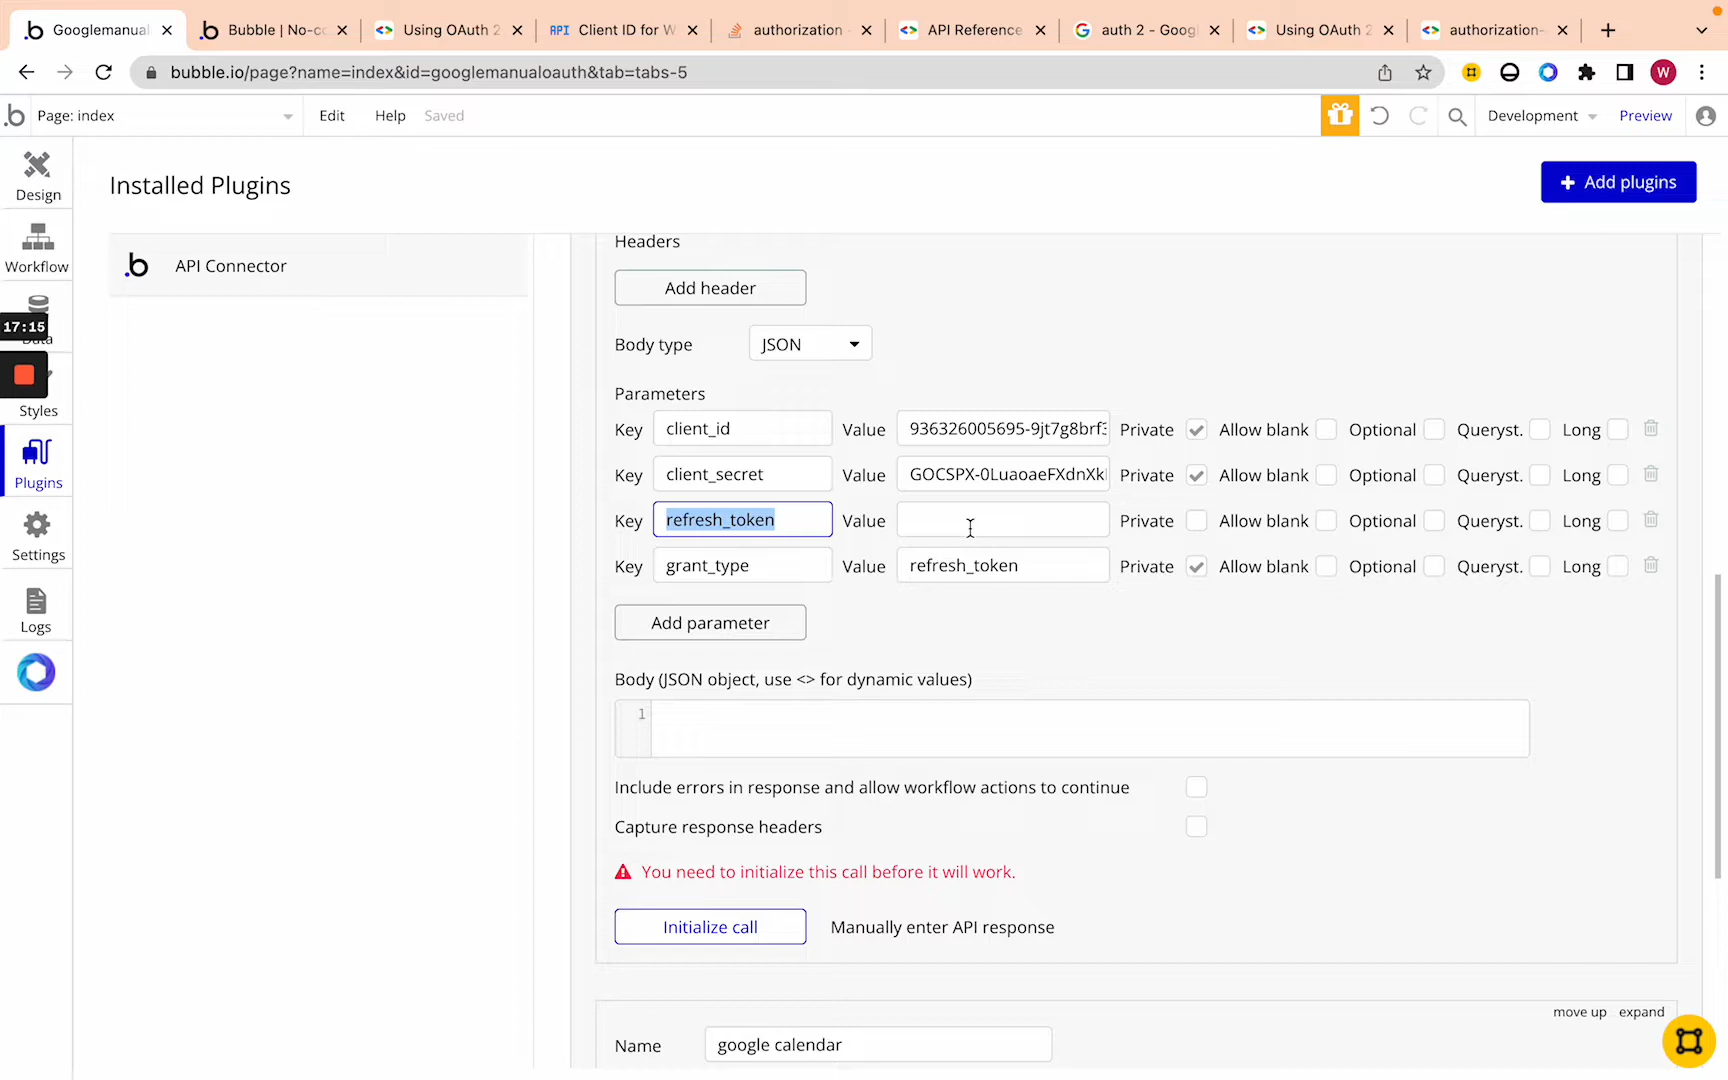 Googlemanual
Bubble | No-co
Using OAuth 2
API
Client ID for W
authorization
API Reference
auth 2 - Goog
Using OAuth 2
authorization-
bubble.io/page?name=index&id=googlemanualoauth&tab=tabs-5
W
Page: index
Edit
Help
Saved
Development
Preview
Design
Workflow
17:15
Data
Styles
Plugins
Settings
Logs
Installed Plugins
+ Add plugins
API Connector
Headers
Add header
Body type
JSON
Parameters
Key client_id Value 936326005695-9jt7g8brf3 Private Allow blank Optional Queryst. Long
Key client_secret Value GOCSPX-0LuaoaeFXdnXk Private Allow blank Optional Queryst. Long
Key refresh_token Value Private Allow blank Optional Queryst. Long
Key grant_type Value refresh_token Private Allow blank Optional Queryst. Long
Add parameter
Body (JSON object, use <> for dynamic values)
1
Include errors in response and allow workflow actions to continue
Capture response headers
You need to initialize this call before it will work.
Initialize call
Manually enter API response
move up expand
Name google calendar